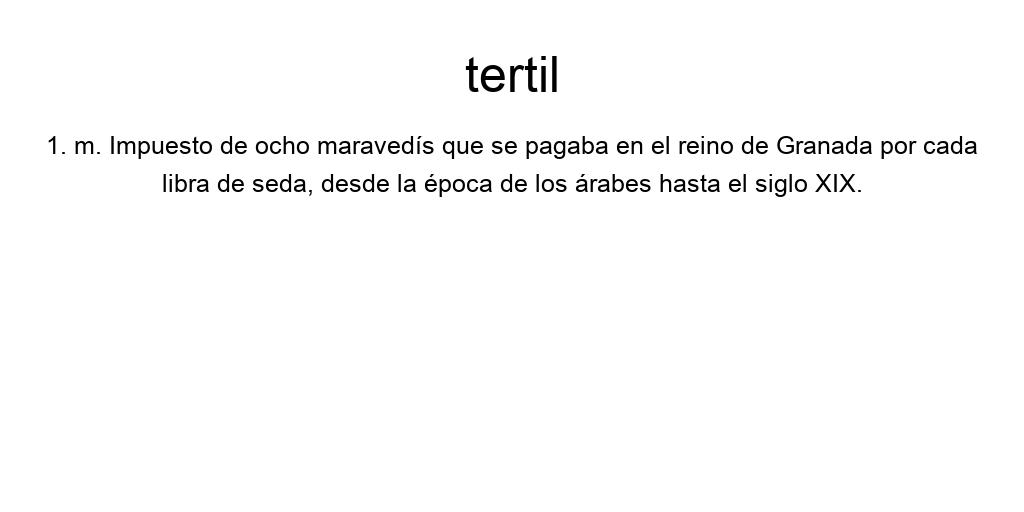 tertil
1. m. Impuesto de ocho maravedís que se pagaba en el reino de Granada por cada
libra de seda, desde la época de los árabes hasta el siglo XIX.